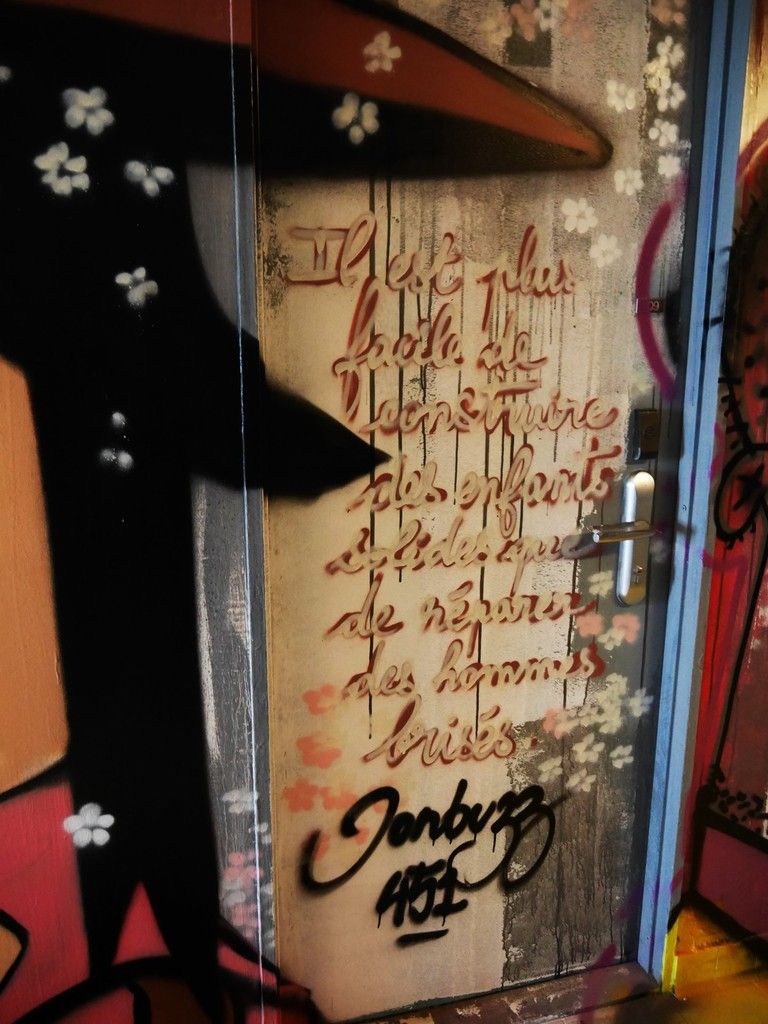 Il est plus
facile de
construire
des enfants
solides que
de réparer
des hommes
brisés.
Jonbuzz
451